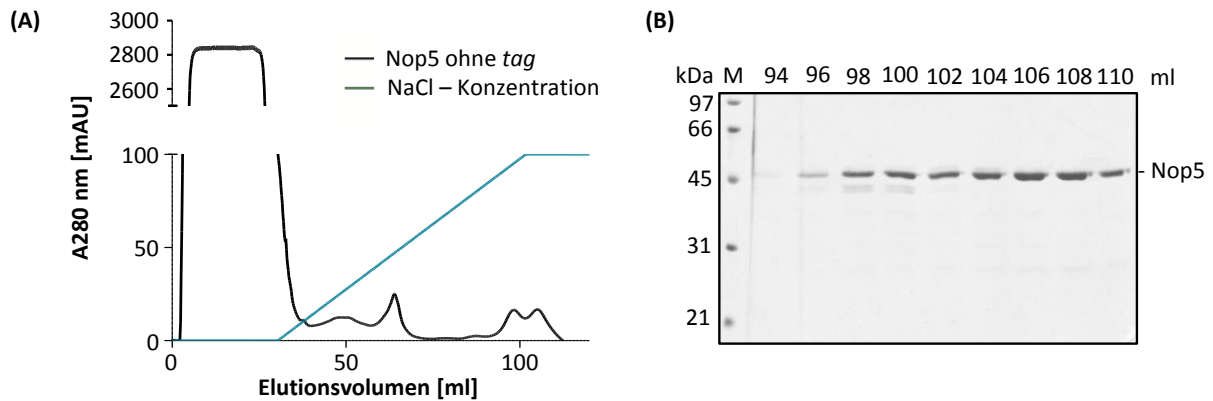 (A)
3000
2800
2600
100
50
0
A280 nm [mAU]
0 50 100
Elutionsvolumen [ml]
Nop5 ohne tag
NaCl – Konzentration
(B)
kDa M 94 96 98 100 102 104 106 108 110 ml
97
66
45
31
21
- Nop5